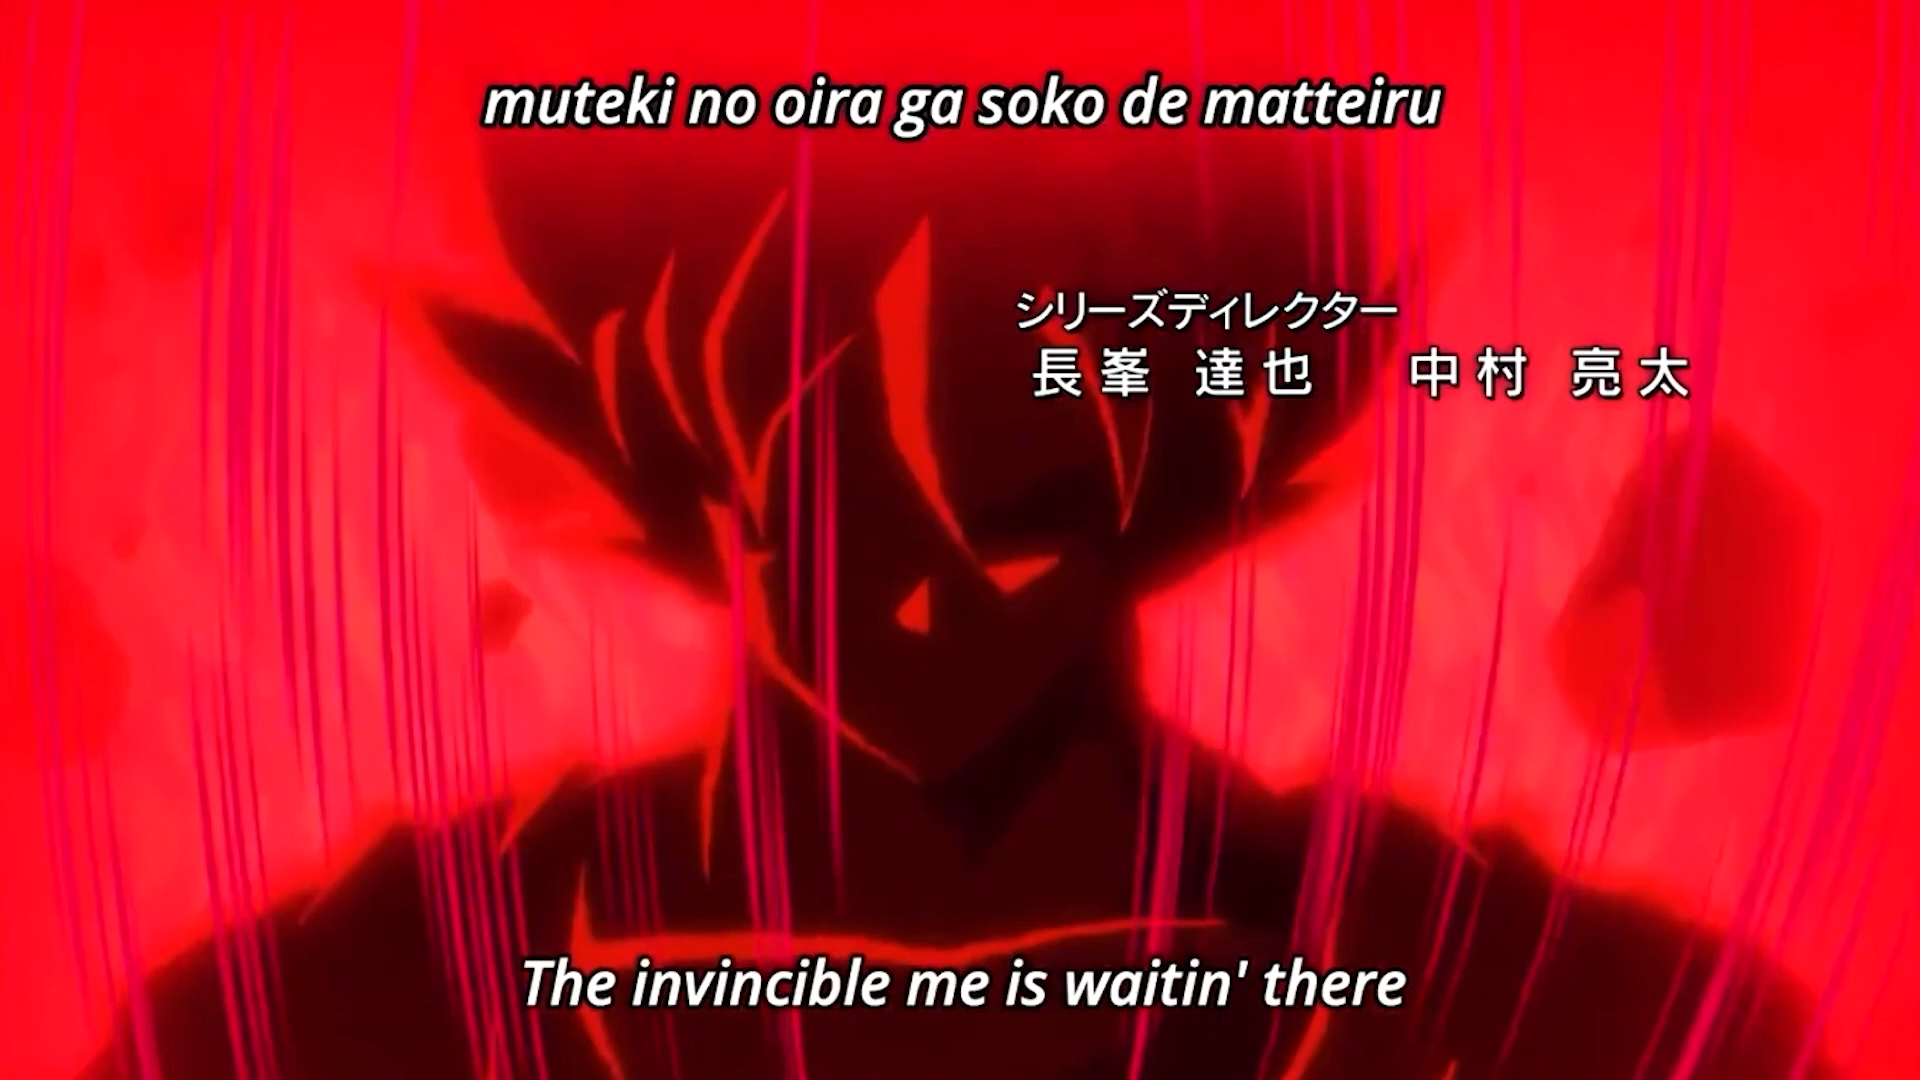 muteki no oira ga soko de matteiru
シリーズディレクター
長峯 達也 中村 亮太
The invincible me is waitin' there